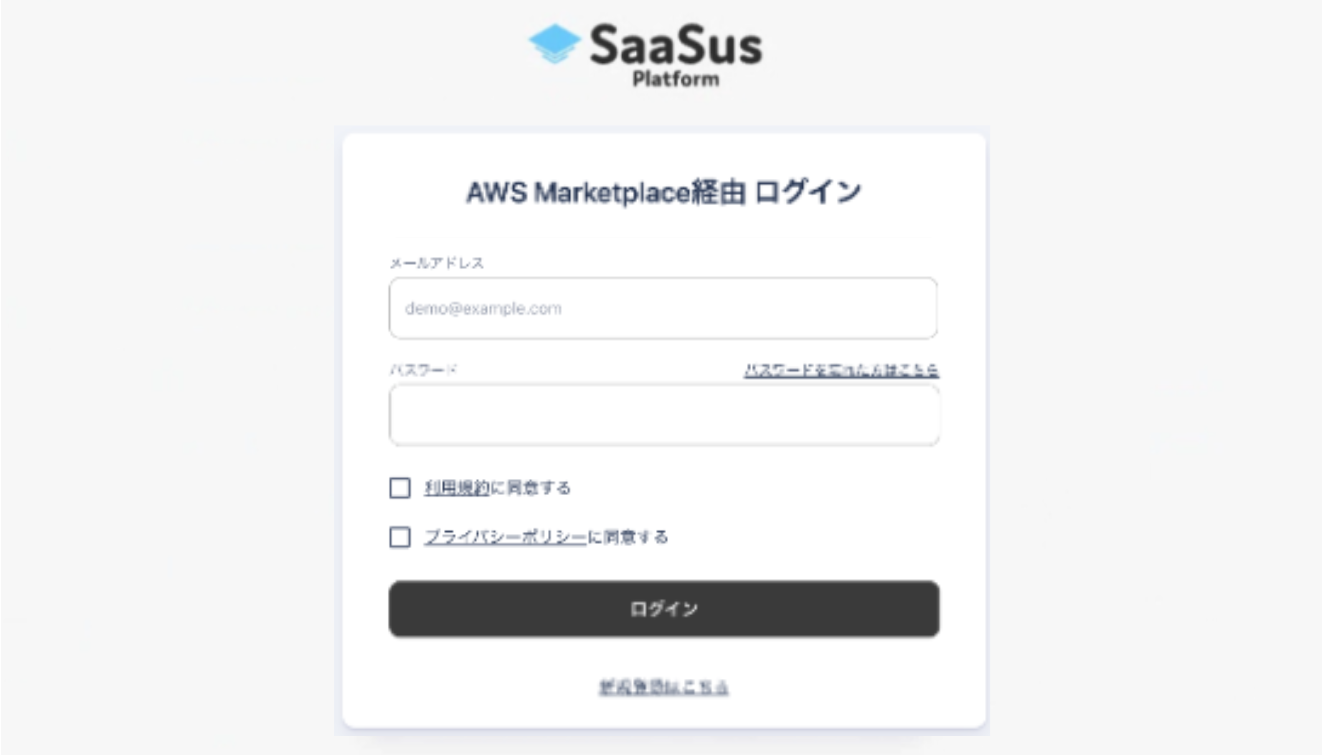 SaaSus
Platform
AWS Marketplace経由 ログイン
メールアドレス
demo@example.com
パスワード
パスワードを忘れた方はこちら
利用規約に同意する
プライバシーポリシーに同意する
ログイン
新規登録はこちら